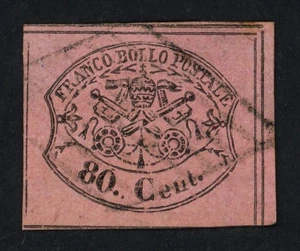 FRANCO BOLLO POSTALE
80. Cent.